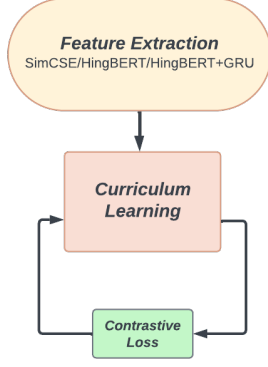 Feature Extraction
SimCSE/HingBERT/HingBERT+GRU
Curriculum
Learning
Contrastive
Loss